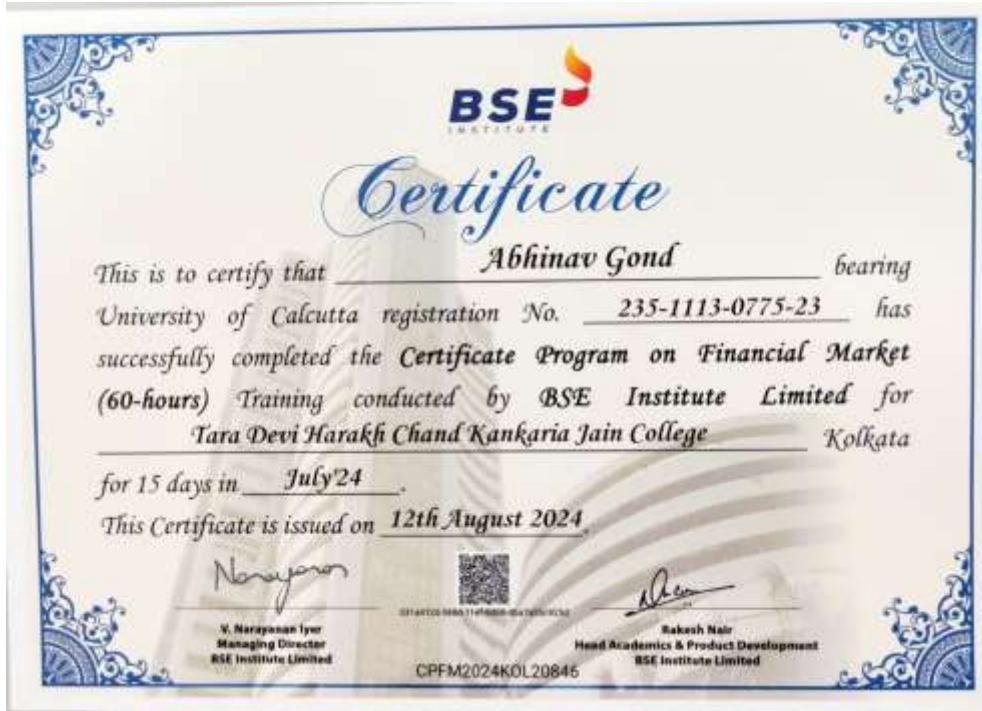 BSE
INSTITUTE
Certificate
This is to certify that Abhinav Gond bearing
University of Calcutta registration No. 235-1113-0775-23 has
successfully completed the Certificate Program on Financial Market
(60-hours) Training conducted by BSE Institute Limited for
Tara Devi Harakh Chand Kankaria Jain College Kolkata
for 15 days in July'24.
This Certificate is issued on 12th August 2024.
Narayanan
V. Narayanan Iyer
Managing Director
BSE Institute Limited
Rakesh Nair
Head Academics & Product Development
BSE Institute Limited
CPFM2024KOL20846